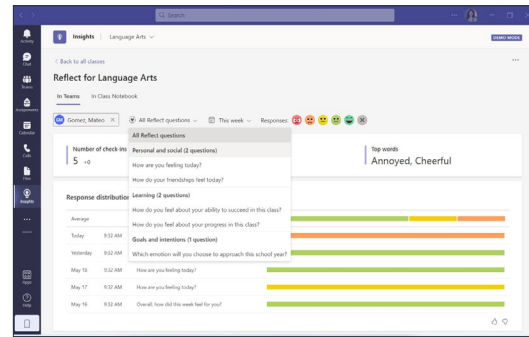 Search
Activity
Chat
Teams
Assignments
Calendar
Calls
Files
Insights
Apps
Help
Insights
Language Arts
DEMO MODE
< Back to all classes
Reflect for Language Arts
In Teams
In Class Notebook
GM Gomez, Mateo
All Reflect questions
This week
Responses:
All Reflect questions
Personal and social (2 questions)
How are you feeling today?
How do your friendships feel today?
Learning (2 questions)
How do you feel about your ability to succeed in this class?
How do you feel about your progress in this class?
Goals and intentions (1 question)
Which emotion will you choose to approach this school year?
Number of check-ins
5 +0
Top words
Annoyed, Cheerful
Response distribution
Average
Today 9:32 AM
Yesterday 9:32 AM
May 18 9:32 AM How are you feeling today?
May 17 9:32 AM How are you feeling today?
May 16 9:32 AM Overall, how did this week feel for you?